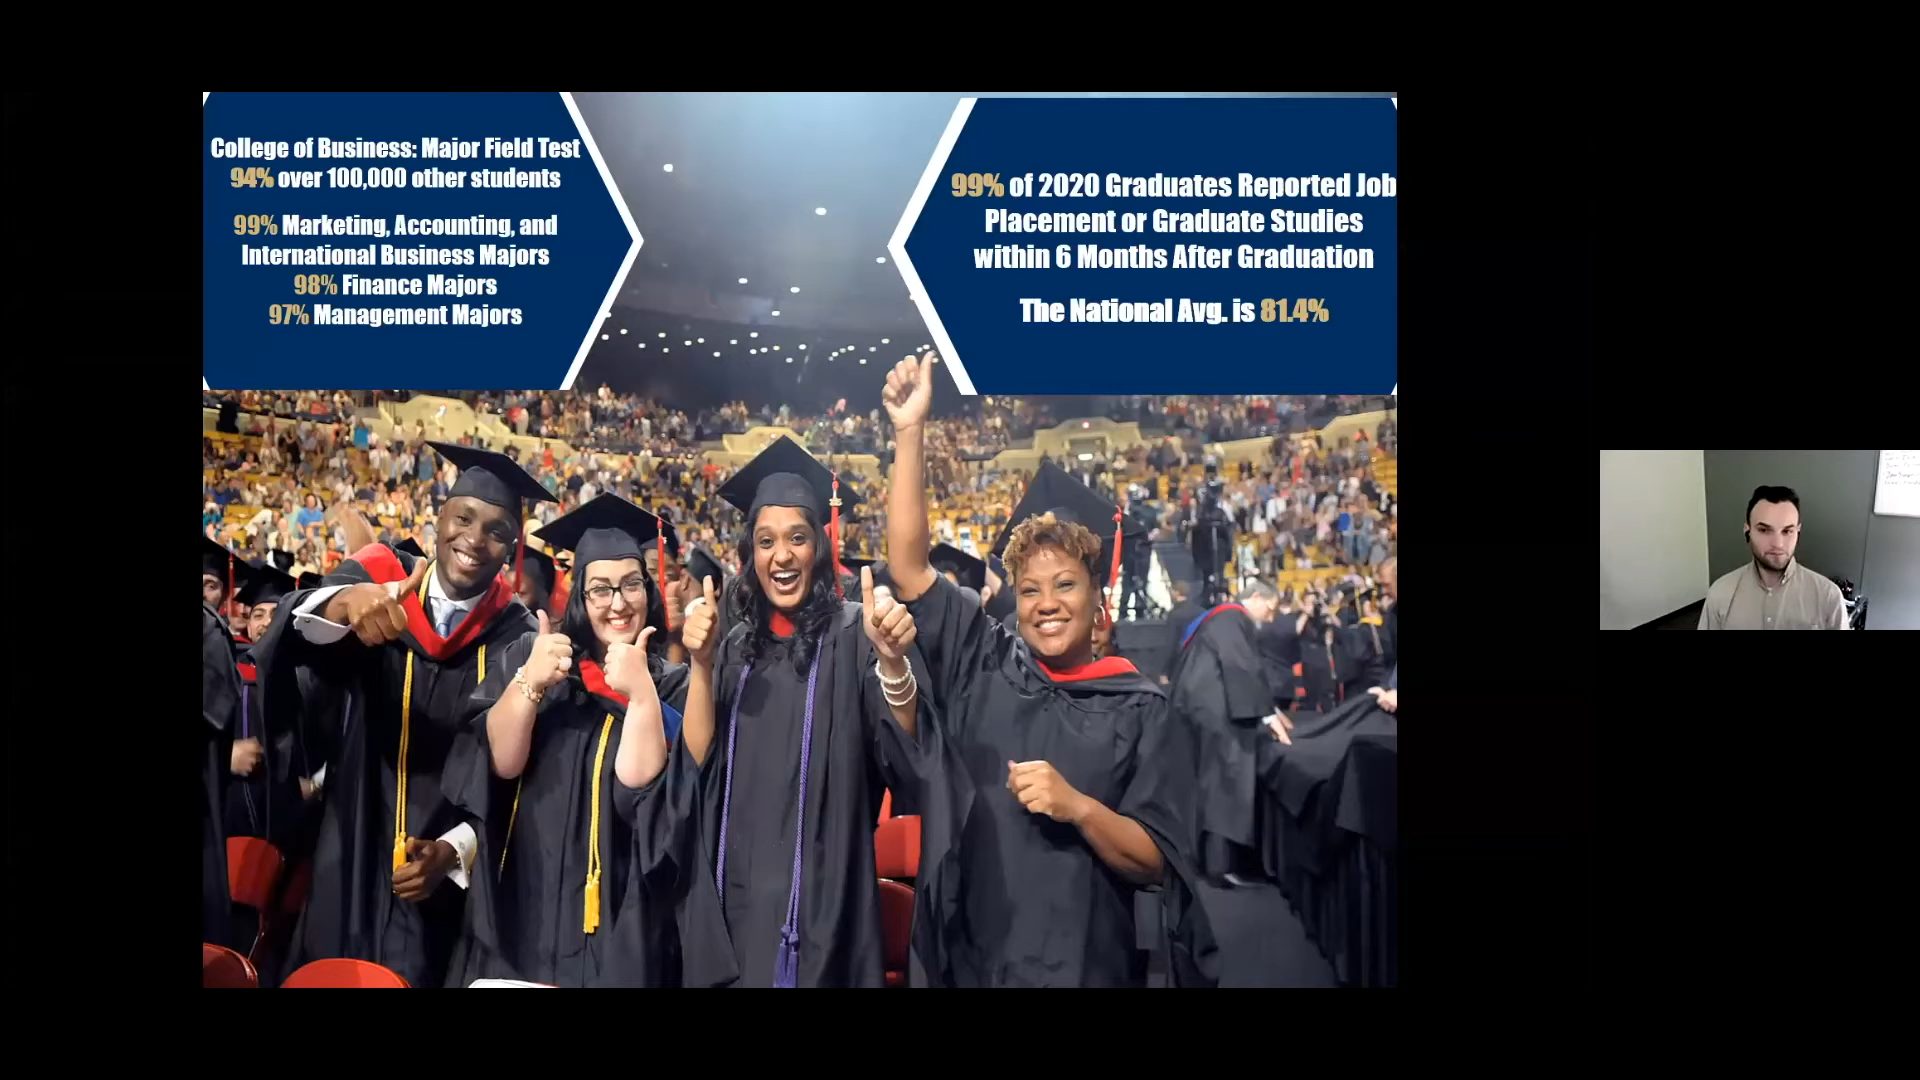 College of Business: Major Field Test
94% over 100,000 other students
99% Marketing, Accounting, and
International Business Majors
98% Finance Majors
97% Management Majors
99% of 2020 Graduates Reported Job
Placement or Graduate Studies
within 6 Months After Graduation
The National Avg. is 81.4%